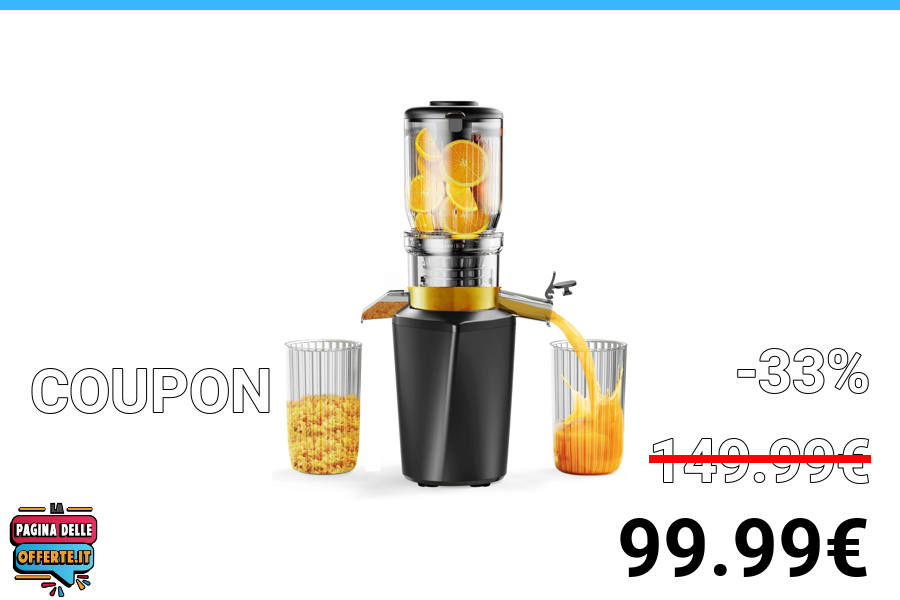 COUPON
-33%
149.99€
99.99€
LA
PAGINA DELLE
OFFERTE.IT